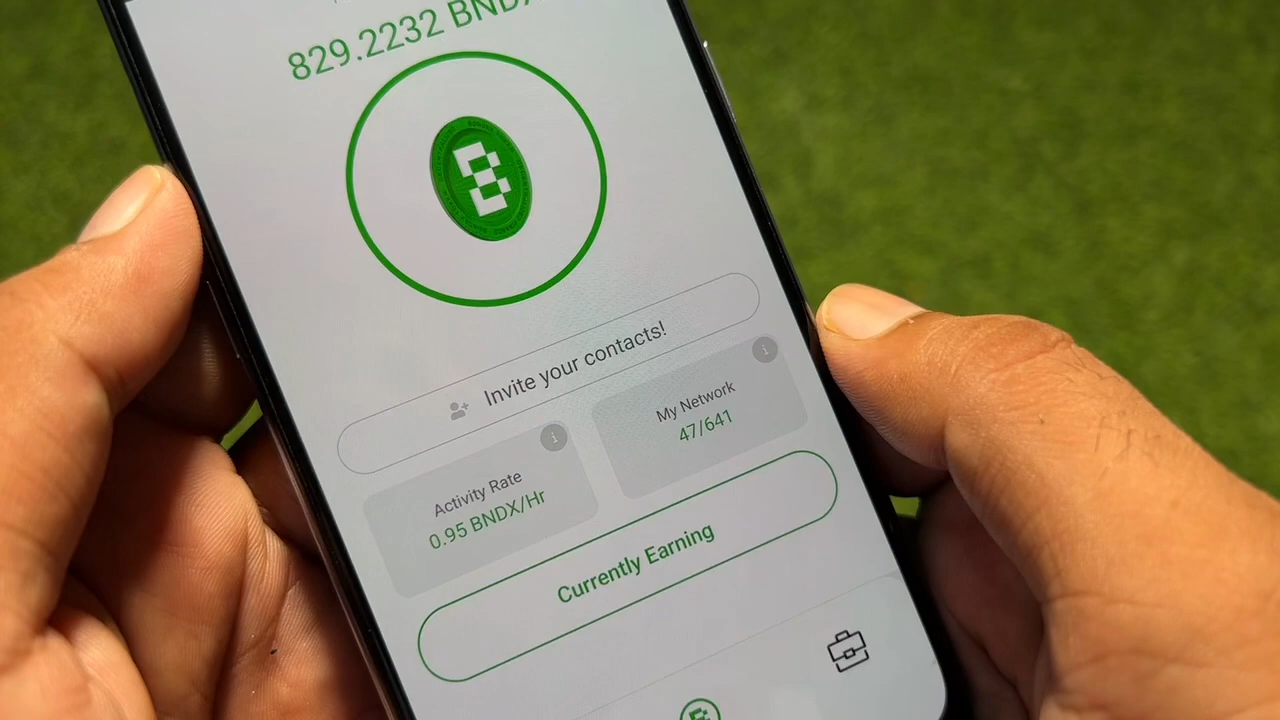 829.2232 BNDX
Invite your contacts!
My Network
47/641
Activity Rate
0.95 BNDX/Hr
Currently Earning